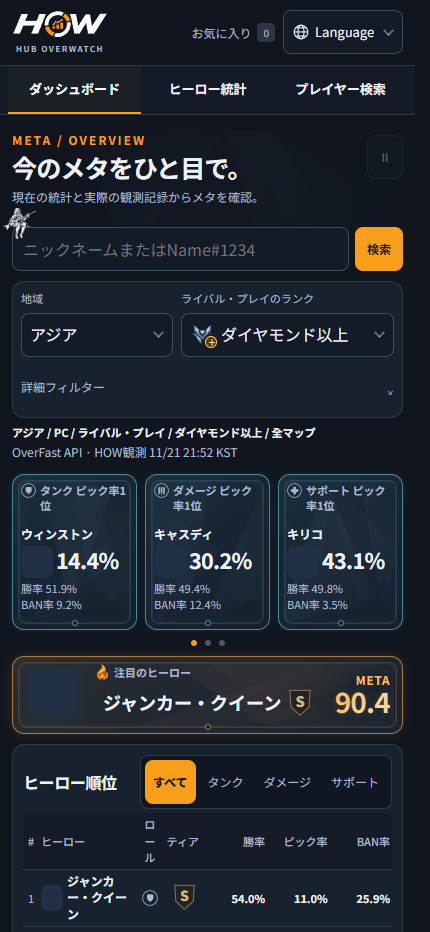 HOW
HUB OVERWATCH
お気に入り 0
Language
ダッシュボード ヒーロー統計 プレイヤー検索
META / OVERVIEW
今のメタをひと目で。
現在の統計と実際の観測記録からメタを確認。
ニックネームまたはName#1234 検索
地域 ライバル・プレイのランク
アジア ダイヤモンド以上
詳細フィルター
アジア / PC / ライバル・プレイ / ダイヤモンド以上 / 全マップ
OverFast API · HOW観測 11/21 21:52 KST
タンク ピック率1
位
ウィンストン
14.4%
勝率 51.9%
BAN率 9.2%
ダメージ ピック
率1位
キャスディ
30.2%
勝率 49.4%
BAN率 12.4%
サポート ピック
率1位
キリコ
43.1%
勝率 49.8%
BAN率 3.5%
注目のヒーロー
ジャンカー・クイーン S
META
90.4
ヒーロー順位
すべて タンク ダメージ サポート
# ヒーロー
ロ
ー
ル
ティア 勝率 ピック率 BAN率
1
ジャンカ
ー・クイー
ン
S 54.0% 11.0% 25.9%